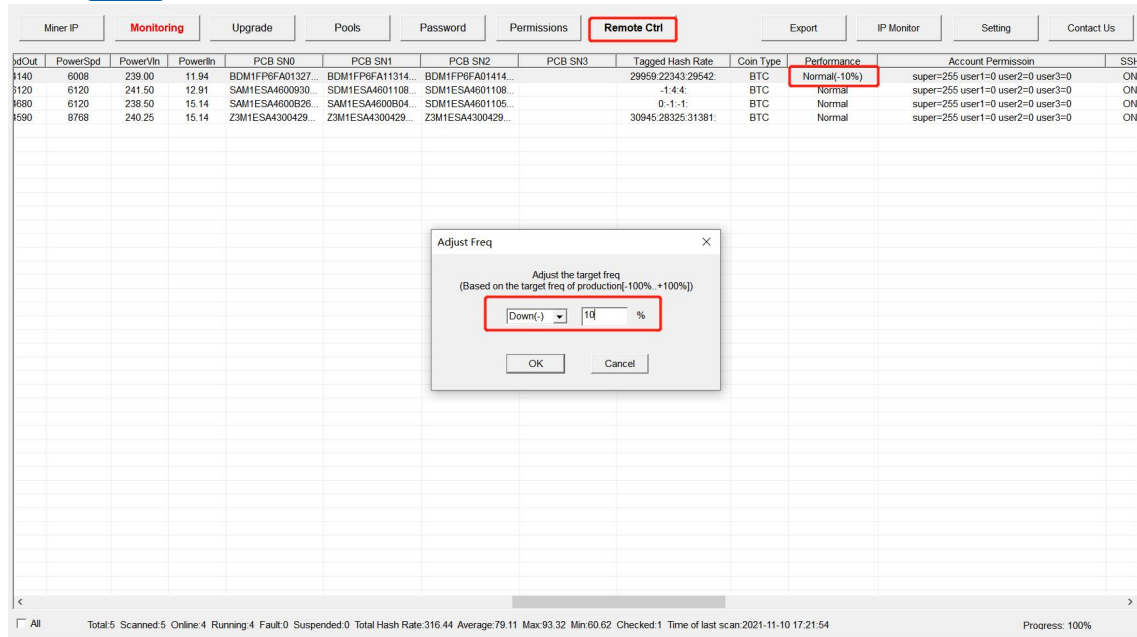 Miner IP Monitoring Upgrade Pools Password Permissions Remote Ctrl Export IP Monitor Setting Contact Us
pdOut PowerSpd PowerVIn PowerIin PCB SN0 PCB SN1 PCB SN2 PCB SN3 Tagged Hash Rate Coin Type Performance Account Permissoin SSH
4140 6008 239.00 11.94 BDM1FP6FA01327... BDM1FP6FA11314... BDM1FP6FA01414... 29959:22343:29542: BTC Normal(-10%) super=255 user1=0 user2=0 user3=0 ON
6120 241.50 12.91 SAM1ESA4600930... SDM1ESA4601108... SDM1ESA4601108... -1:4:4: BTC Normal super=255 user1=0 user2=0 user3=0 ON
6120 238.50 15.14 SAM1ESA4600B26... SAM1ESA4600B04... SDM1ESA4601105... 0:-1:-1: BTC Normal super=255 user1=0 user2=0 user3=0 ON
8768 240.25 15.14 Z3M1ESA4300429... Z3M1ESA4300429... Z3M1ESA4300429... 30945:28325:31381: BTC Normal super=255 user1=0 user2=0 user3=0 ON
Adjust Freq
Adjust the target freq
(Based on the target freq of production[-100%..+100%])
Down(-) 10 %
OK Cancel
All Total:5 Scanned:5 Online:4 Running:4 Fault:0 Suspended:0 Total Hash Rate:316.44 Average:79.11 Max:93.32 Min:60.62 Checked:1 Time of last scan:2021-11-10 17:21:54 Progress: 100%